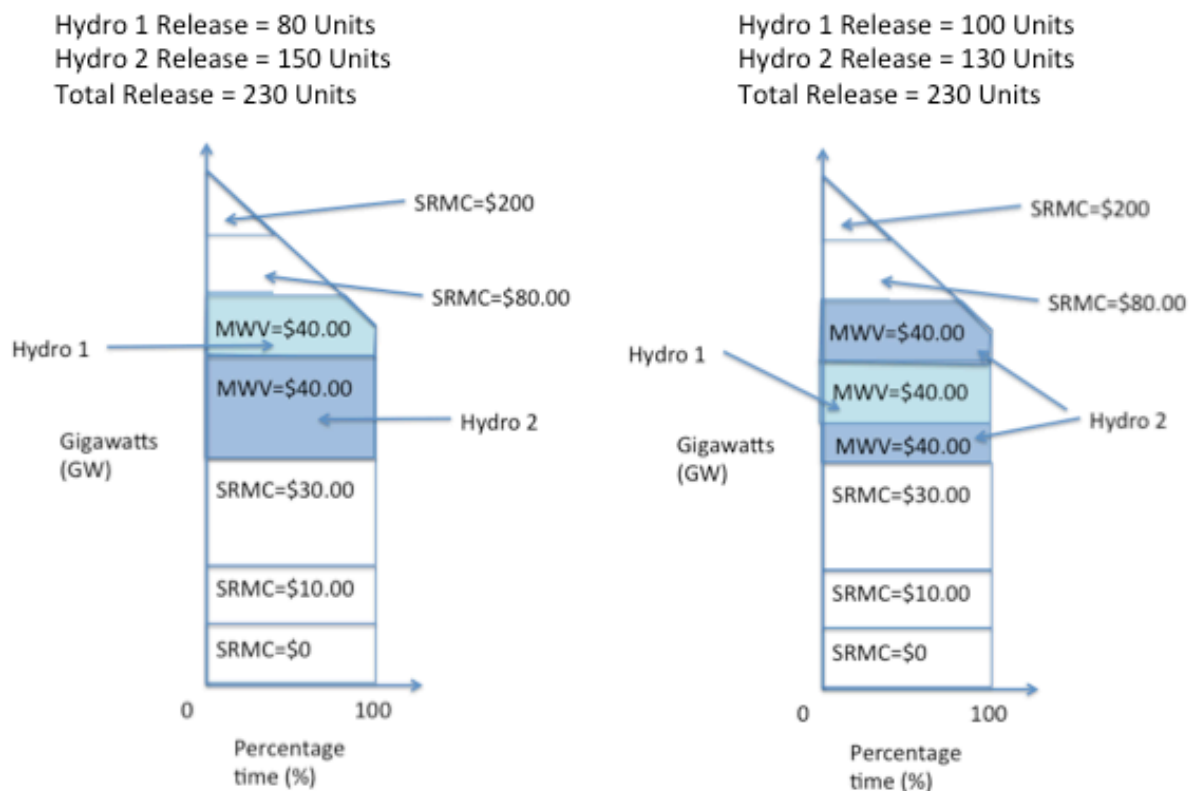 Hydro 1 Release = 80 Units
Hydro 2 Release = 150 Units
Total Release = 230 Units
SRMC=$200
SRMC=$80.00
MWV=$40.00
Hydro 1
MWV=$40.00
Hydro 2
Gigawatts
(GW)
SRMC=$30.00
SRMC=$10.00
SRMC=$0
0
100
Percentage
time (%)
Hydro 1 Release = 100 Units
Hydro 2 Release = 130 Units
Total Release = 230 Units
SRMC=$200
SRMC=$80.00
MWV=$40.00
Hydro 1
MWV=$40.00
Hydro 2
Gigawatts
(GW)
MWV=$40.00
SRMC=$30.00
SRMC=$10.00
SRMC=$0
0
100
Percentage
time (%)